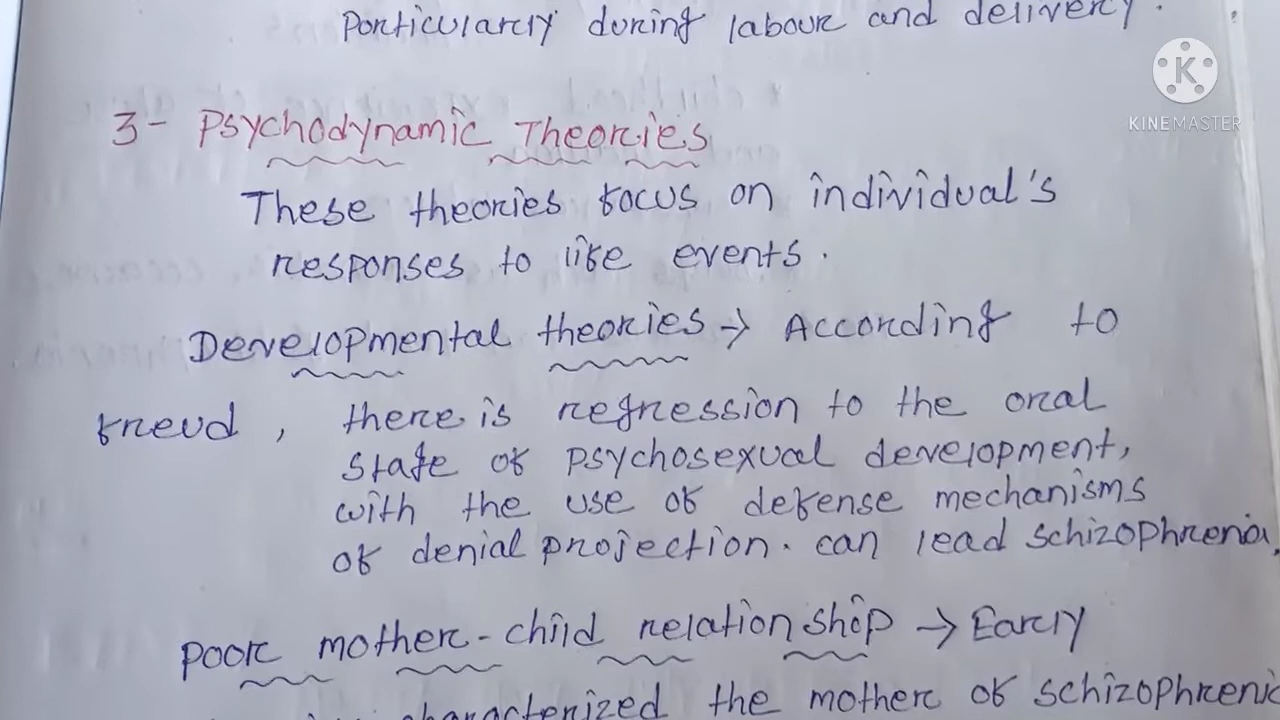 Particularly during labour and delivery.
K
KINEMASTER
3- Psychodynamic Theories
These theories focus on individual's
responses to life events.
Developmental theories → According to
freud, there is regression to the oral
stage of psychosexual development,
with the use of defense mechanisms
of denial projection. can lead schizophrenia,
poor mother-child relationship → Early
characterized the mother of schizophrenic